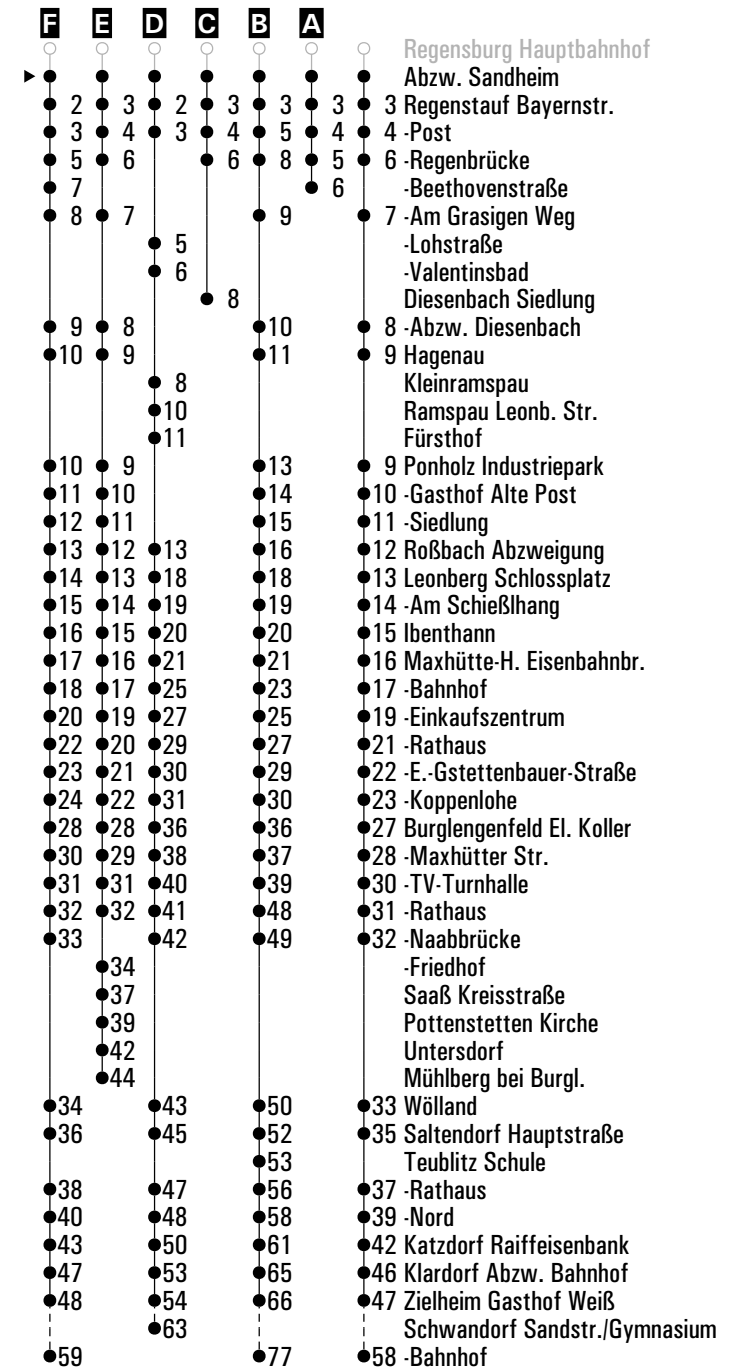 F E D C B A
Regensburg Hauptbahnhof
Abzw. Sandheim
2 3 2 3 3 3 3 Regenstauf Bayernstr.
3 4 3 4 5 4 4 -Post
5 6 6 8 5 6 -Regenbrücke
7 6 -Beethovenstraße
8 7 9 7 -Am Grasigen Weg
5 -Lohstraße
6 -Valentinsbad
8 Diesenbach Siedlung
9 8 10 8 -Abzw. Diesenbach
10 9 11 9 Hagenau
8 Kleinramspau
10 Ramspau Leonb. Str.
11 Fürsthof
10 9 13 9 Ponholz Industriepark
11 10 14 10 -Gasthof Alte Post
12 11 15 11 -Siedlung
13 12 13 16 12 Roßbach Abzweigung
14 13 18 18 13 Leonberg Schlossplatz
15 14 19 19 14 -Am Schießlhang
16 15 20 20 15 Ibenthann
17 16 21 21 16 Maxhütte-H. Eisenbahnbr.
18 17 25 23 17 -Bahnhof
20 19 27 25 19 -Einkaufszentrum
22 20 29 27 21 -Rathaus
23 21 30 29 22 -E.-Gstettenbauer-Straße
24 22 31 30 23 -Koppenlohe
28 28 36 36 27 Burglengenfeld El. Koller
30 29 38 37 28 -Maxhütter Str.
31 31 40 39 30 -TV-Turnhalle
32 32 41 48 31 -Rathaus
33 42 49 32 -Naabbrücke
34 -Friedhof
37 Saaß Kreisstraße
39 Pottenstetten Kirche
42 Untersdorf
44 Mühlberg bei Burgl.
34 43 50 33 Wölland
36 45 52 35 Saltendorf Hauptstraße
53 Teublitz Schule
38 47 56 37 -Rathaus
40 48 58 39 -Nord
43 50 61 42 Katzdorf Raiffeisenbank
47 53 65 46 Klardorf Abzw. Bahnhof
48 54 66 47 Zielheim Gasthof Weiß
63 Schwandorf Sandstr./Gymnasium
59 77 58 -Bahnhof